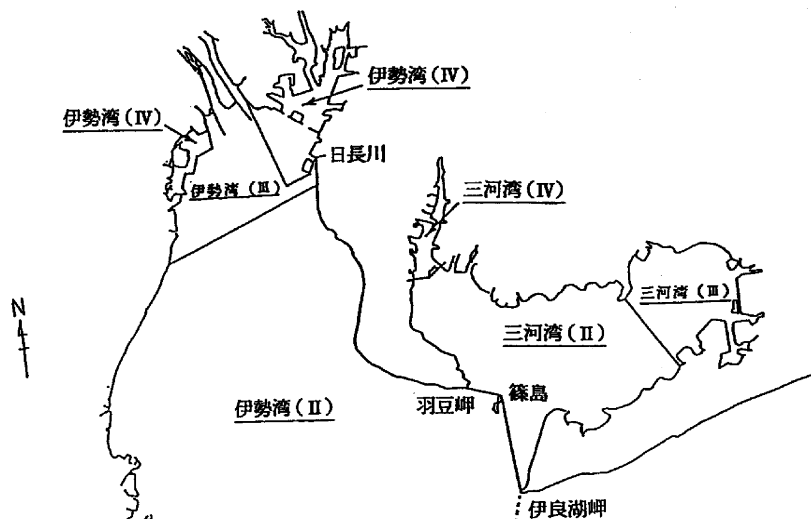 伊勢湾(Ⅳ)
伊勢湾(Ⅳ)
日長川
伊勢湾(Ⅲ)
三河湾(Ⅳ)
三河湾(Ⅲ)
N
三河湾(Ⅱ)
伊勢湾(Ⅱ)
羽豆岬
篠島
伊良湖岬